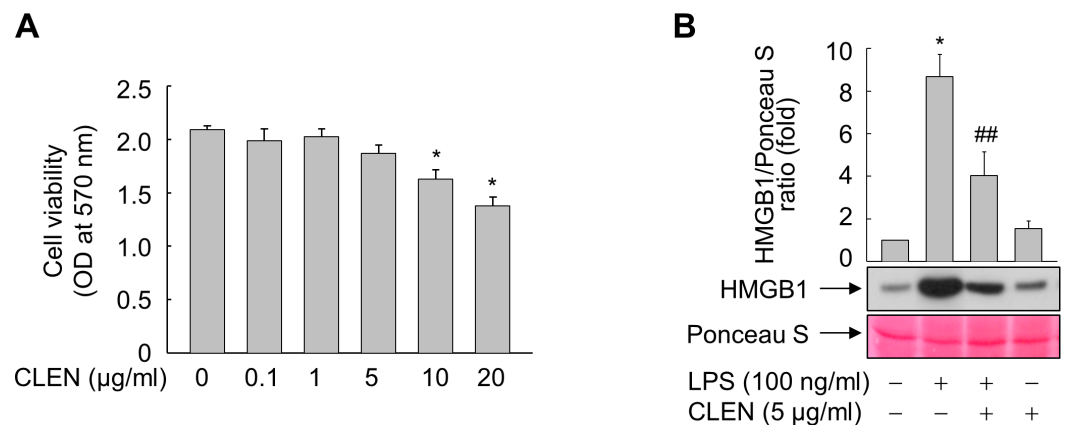 A
Cell viability
(OD at 570 nm)
2.5
2.0
1.5
1.0
0.5
0
* *
CLEN (µg/ml) 0 0.1 1 5 10 20
B
HMGB1/Ponceau S
ratio (fold)
10
8
6
4
2
0
*
##
HMGB1
Ponceau S
LPS (100 ng/ml) − + + −
CLEN (5 µg/ml) − − + +